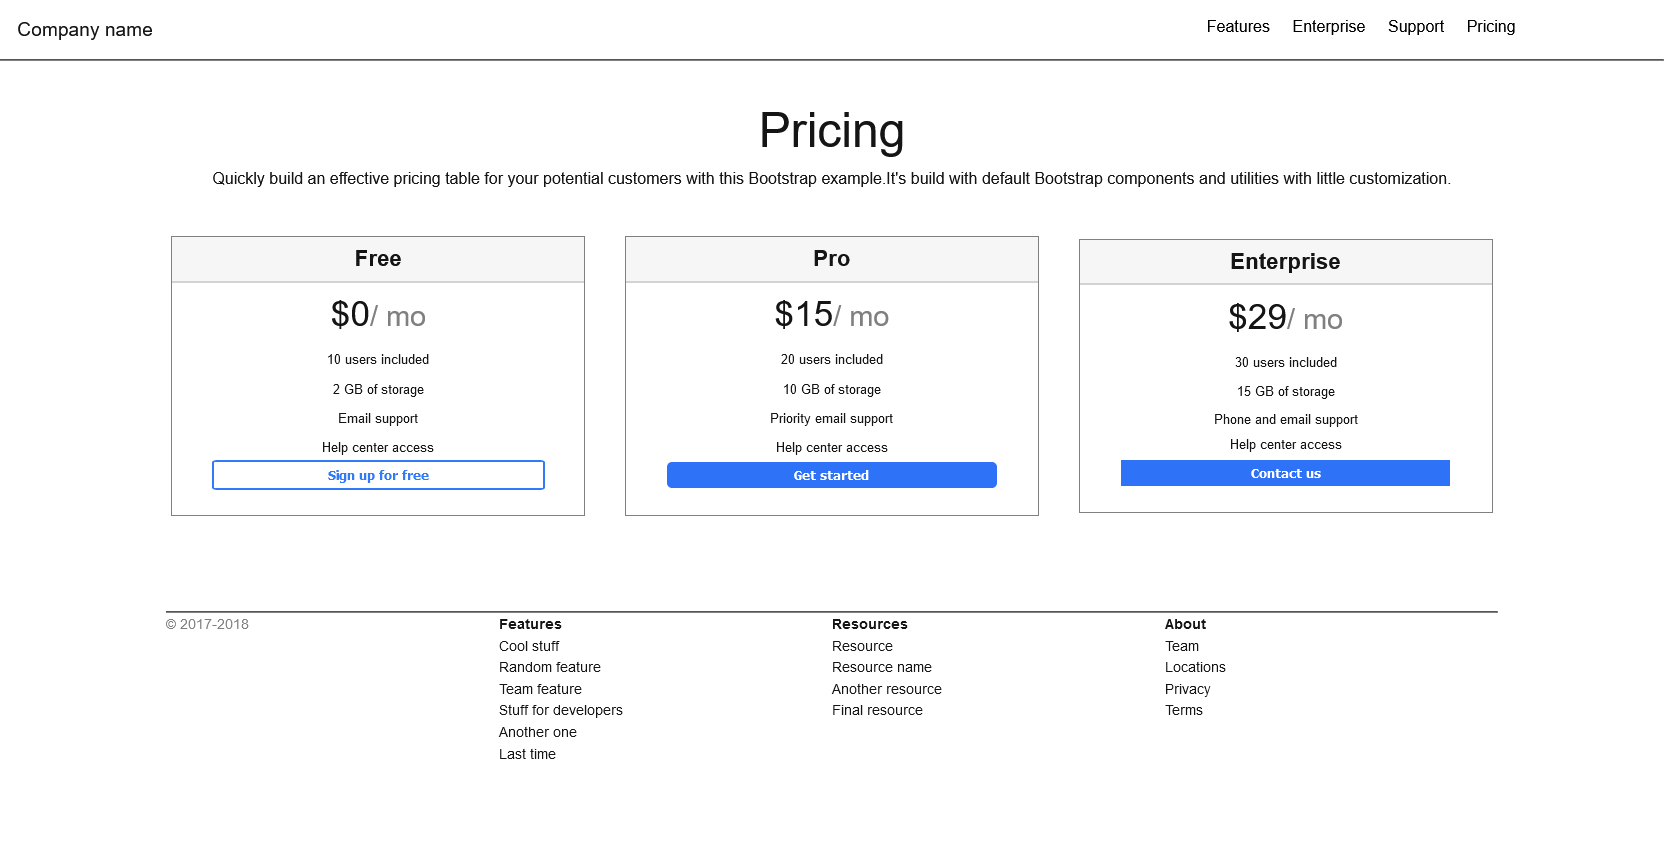 Company name
Features Enterprise Support Pricing
Pricing
Quickly build an effective pricing table for your potential customers with this Bootstrap example.It's build with default Bootstrap components and utilities with little customization.
Free
$0/ mo
10 users included
2 GB of storage
Email support
Help center access
Sign up for free
Pro
$15/ mo
20 users included
10 GB of storage
Priority email support
Help center access
Get started
Enterprise
$29/ mo
30 users included
15 GB of storage
Phone and email support
Help center access
Contact us
© 2017-2018
Features
Cool stuff
Random feature
Team feature
Stuff for developers
Another one
Last time
Resources
Resource
Resource name
Another resource
Final resource
About
Team
Locations
Privacy
Terms